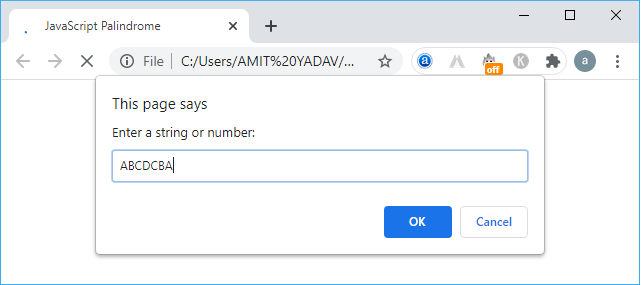 JavaScript Palindrome
File C:/Users/AMIT%20YADAV/...
a
off
K
a
This page says
Enter a string or number:
ABCDCBA
OK Cancel